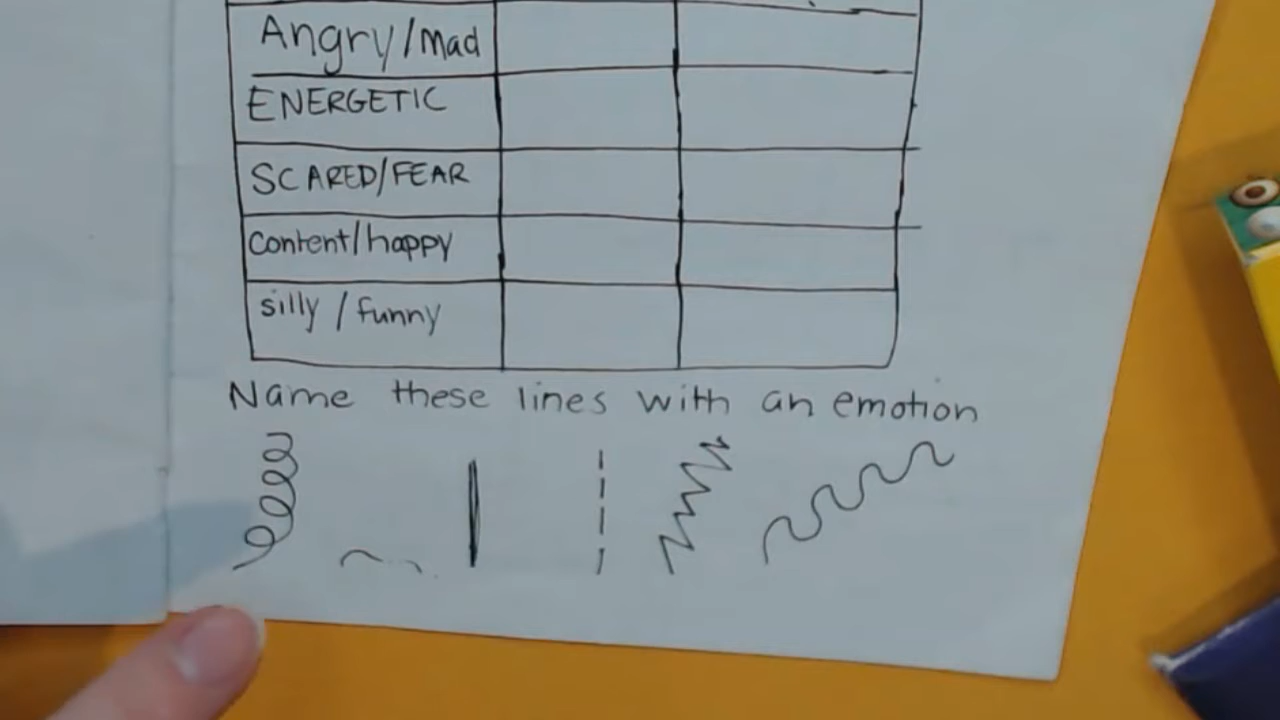 Angry/mad
ENERGETIC
SCARED/FEAR
content/happy
silly / funny
Name these lines with an emotion